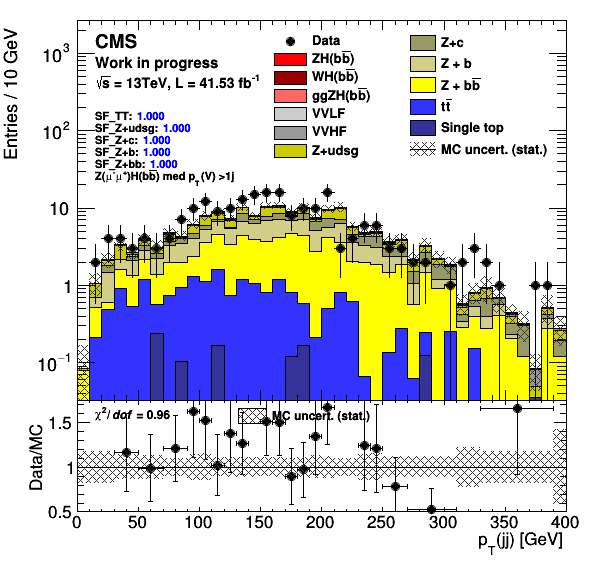 CMS
Work in progress
√s = 13TeV, L = 41.53 fb⁻¹
SF_TT: 1.000
SF_Z+udsg: 1.000
SF_Z+c: 1.000
SF_Z+b: 1.000
SF_Z+bb: 1.000
Z(μ⁻μ⁺)H(bb̅) med p_T(V) >1j
Data
ZH(bb̅)
WH(bb̅)
ggZH(bb̅)
VVLF
VVHF
Z+udsg
Z+c
Z + b
Z + bb̅
tt̅
Single top
MC uncert. (stat.)
Entries / 10 GeV
10³
10²
10
1
10⁻¹
χ²/dof = 0.96
MC uncert. (stat.)
Data/MC
1.5
1
0.5
0 50 100 150 200 250 300 350 400
p_T(jj) [GeV]